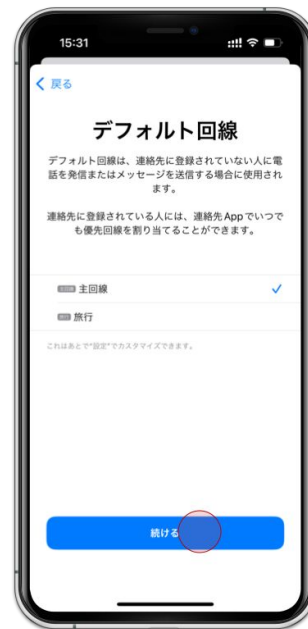 15:31
戻る
デフォルト回線
デフォルト回線は、連絡先に登録されていない人に電
話を発信またはメッセージを送信する場合に使用され
ます。
連絡先に登録されている人には、連絡先Appでいつで
も優先回線を割り当てることができます。
主回線
旅行
これはあとで"設定"でカスタマイズできます。
続ける